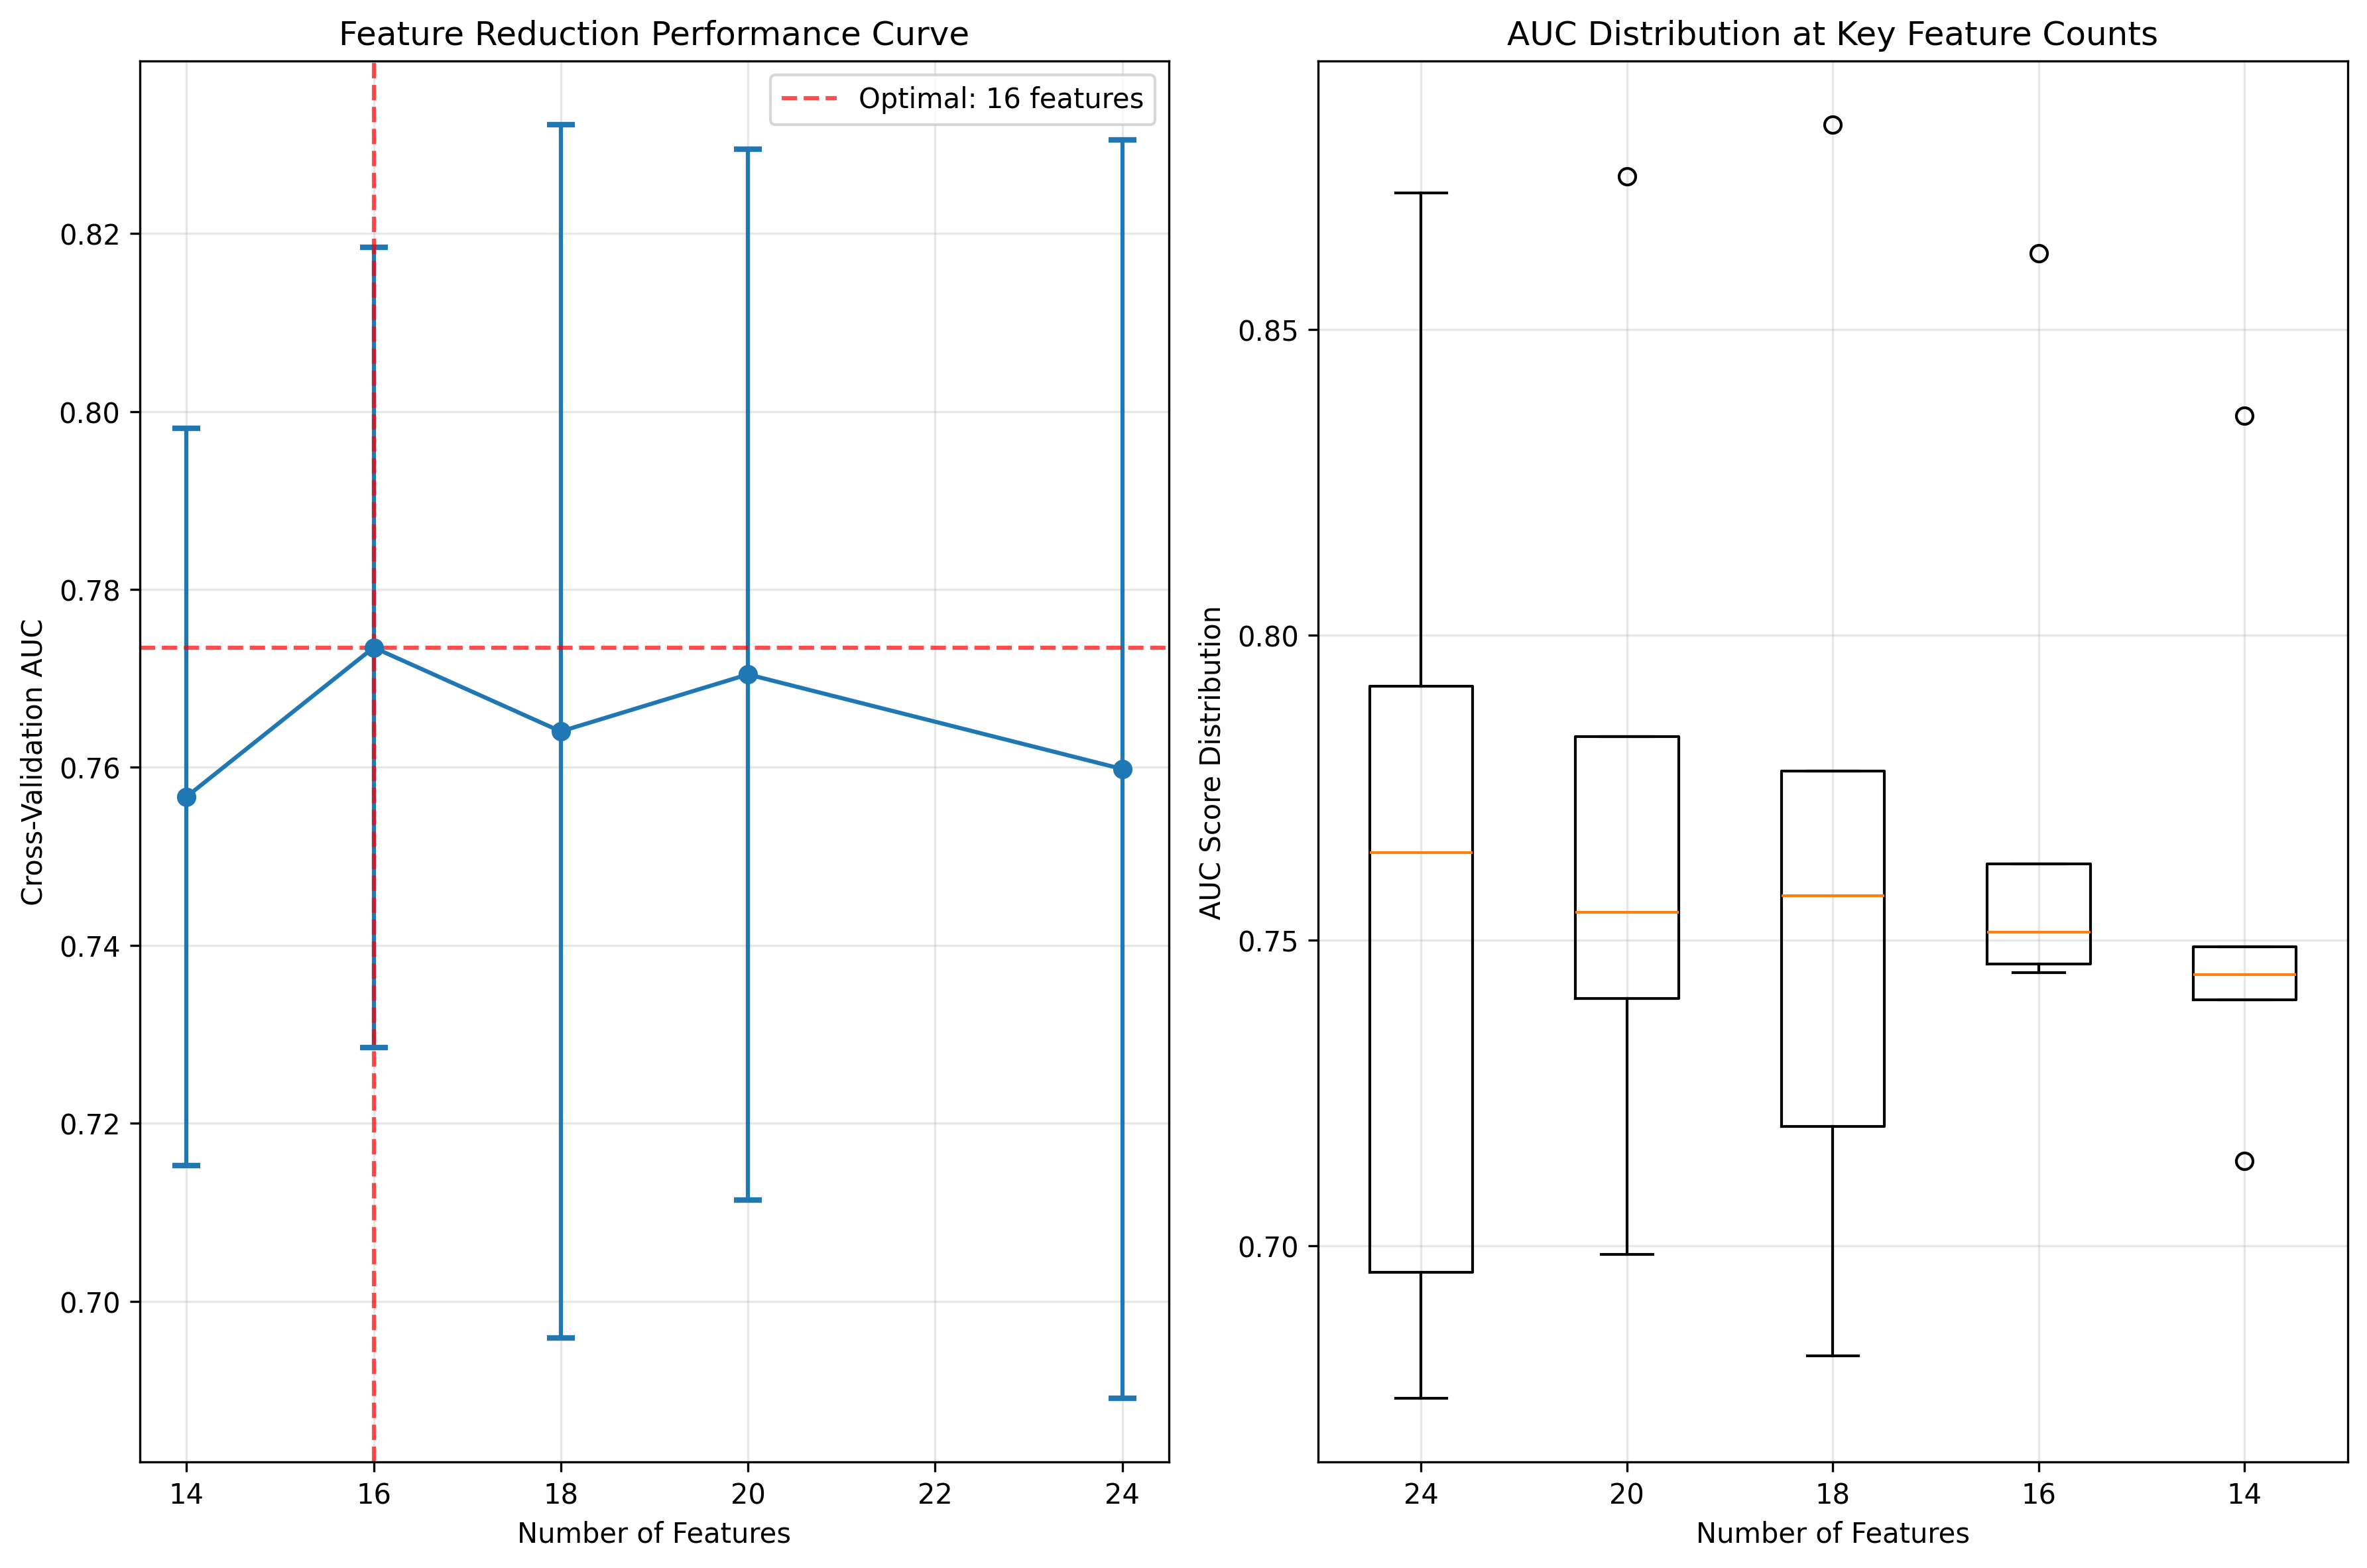 Feature Reduction Performance Curve
Optimal: 16 features
0.82
0.80
0.78
0.76
0.74
0.72
0.70
Cross-Validation AUC
14 16 18 20 22 24
Number of Features
AUC Distribution at Key Feature Counts
0.85
0.80
0.75
0.70
AUC Score Distribution
24 20 18 16 14
Number of Features